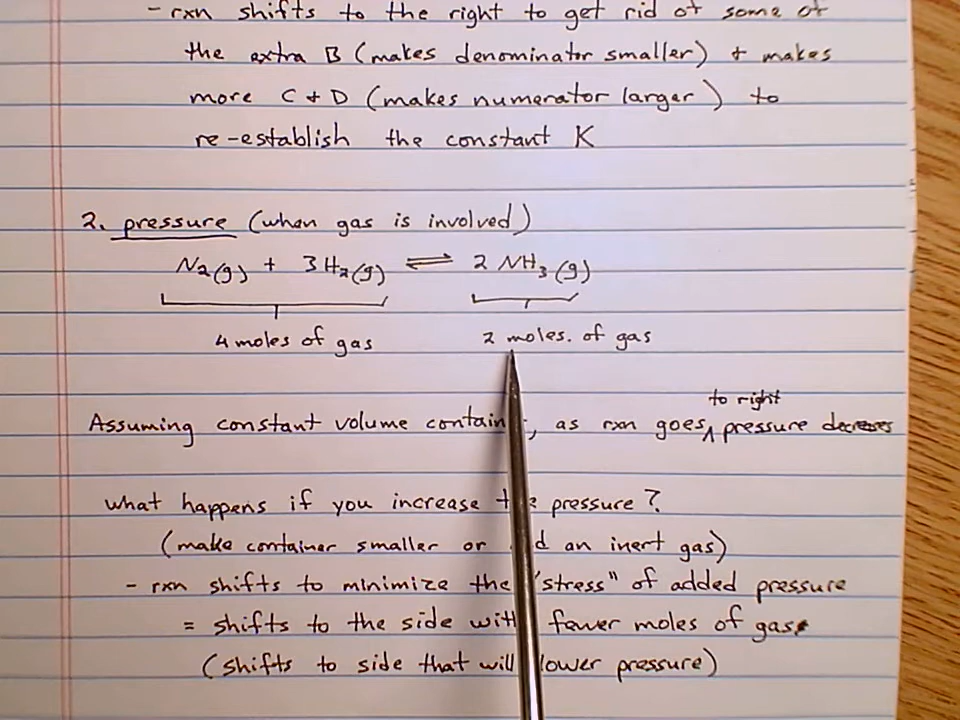 - rxn shifts to the right to get rid of some of
the extra B (makes denominator smaller) + makes
more C + D (makes numerator larger) to
re-establish the constant K
2. pressure (when gas is involved)
N₂(g) + 3H₂(g) ⇌ 2 NH₃(g)
4 moles of gas 2 moles. of gas
to right
Assuming constant volume contain , as rxn goes ^ pressure decreases
what happens if you increase pressure?
(make container smaller or an inert gas)
- rxn shifts to minimize the "stress" of added pressure
= shifts to the side with fewer moles of gas.
(shifts to side that will lower pressure)